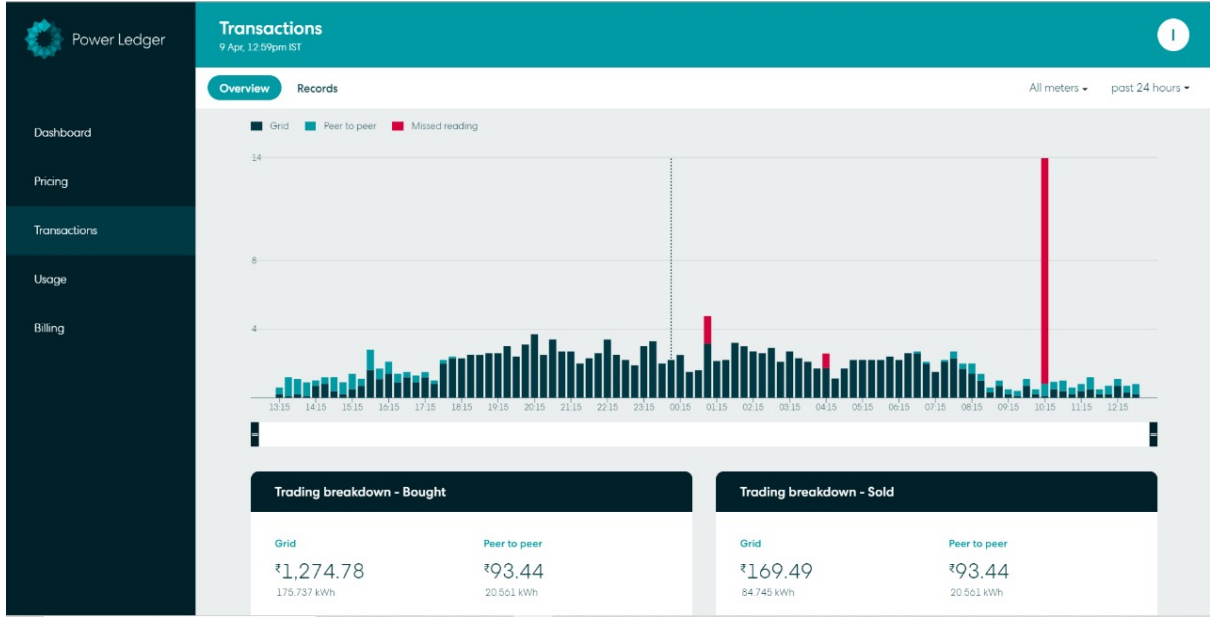 Power Ledger
Transactions
9 Apr, 12:59pm IST
I
Overview Records
All meters past 24 hours
Dashboard
Pricing
Transactions
Usage
Billing
Grid Peer to peer Missed reading
14
8
4
13:15 14:15 15:15 16:15 17:15 18:15 19:15 20:15 21:15 22:15 23:15 00:15 01:15 02:15 03:15 04:15 05:15 06:15 07:15 08:15 09:15 10:15 11:15 12:15
Trading breakdown - Bought
Grid Peer to peer
₹1,274.78 ₹93.44
175.737 kWh 20.561 kWh
Trading breakdown - Sold
Grid Peer to peer
₹169.49 ₹93.44
84.745 kWh 20.561 kWh